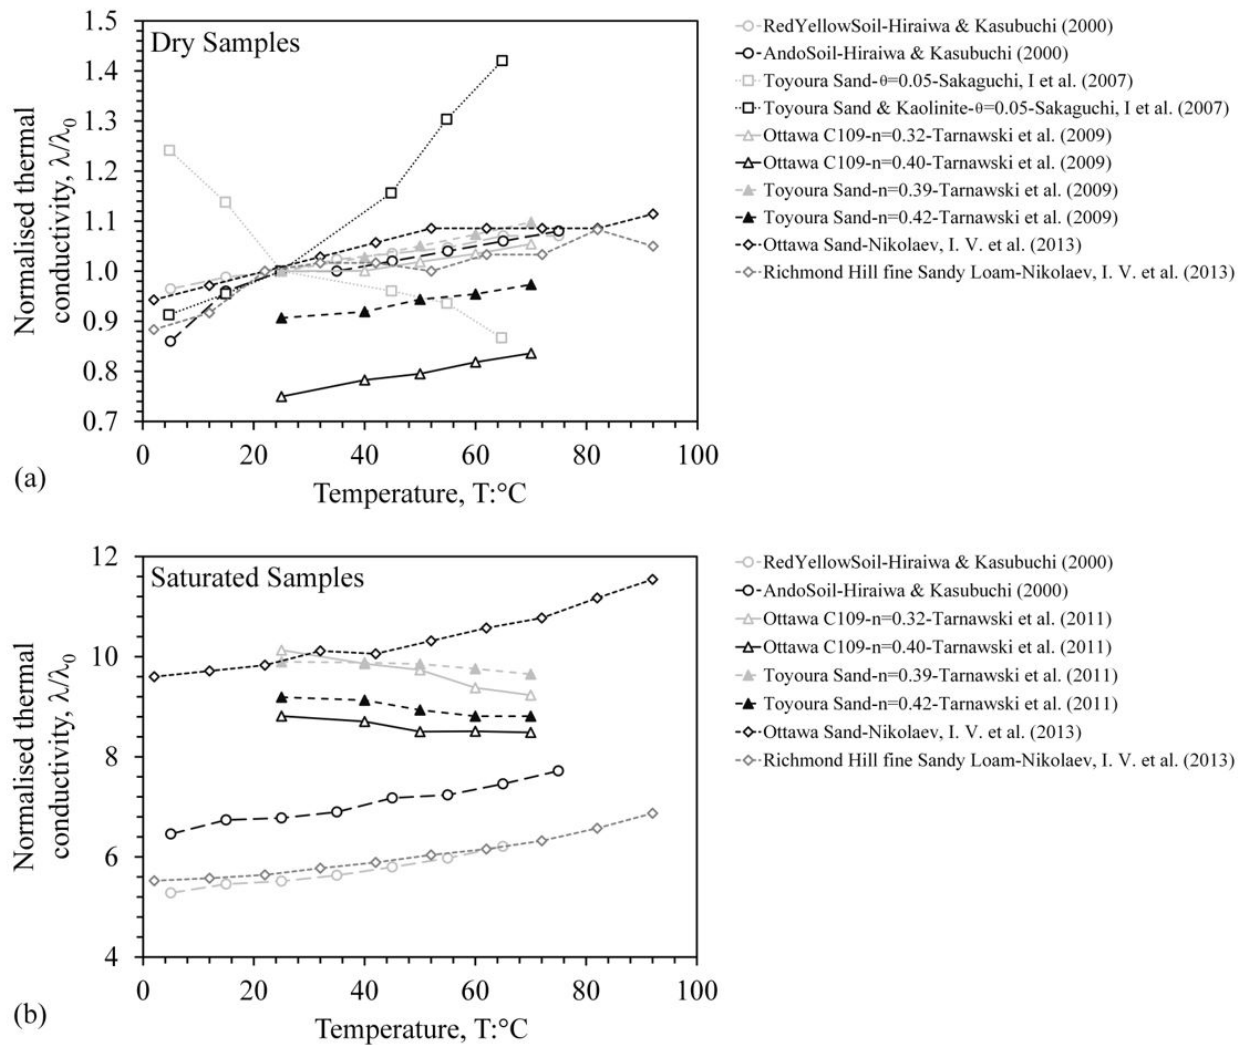 Dry Samples
1.5
1.4
1.3
1.2
1.1
1.0
0.9
0.8
0.7
Normalised thermal
conductivity, λ/λ0
0
20
40
60
80
100
Temperature, T:°C
(a)
RedYellowSoil-Hiraiwa & Kasubuchi (2000)
AndoSoil-Hiraiwa & Kasubuchi (2000)
Toyoura Sand-θ=0.05-Sakaguchi, I et al. (2007)
Toyoura Sand & Kaolinite-θ=0.05-Sakaguchi, I et al. (2007)
Ottawa C109-n=0.32-Tarnawski et al. (2009)
Ottawa C109-n=0.40-Tarnawski et al. (2009)
Toyoura Sand-n=0.39-Tarnawski et al. (2009)
Toyoura Sand-n=0.42-Tarnawski et al. (2009)
Ottawa Sand-Nikolaev, I. V. et al. (2013)
Richmond Hill fine Sandy Loam-Nikolaev, I. V. et al. (2013)
Saturated Samples
12
10
8
6
4
Normalised thermal
conductivity, λ/λ0
0
20
40
60
80
100
Temperature, T:°C
(b)
RedYellowSoil-Hiraiwa & Kasubuchi (2000)
AndoSoil-Hiraiwa & Kasubuchi (2000)
Ottawa C109-n=0.32-Tarnawski et al. (2011)
Ottawa C109-n=0.40-Tarnawski et al. (2011)
Toyoura Sand-n=0.39-Tarnawski et al. (2011)
Toyoura Sand-n=0.42-Tarnawski et al. (2011)
Ottawa Sand-Nikolaev, I. V. et al. (2013)
Richmond Hill fine Sandy Loam-Nikolaev, I. V. et al. (2013)